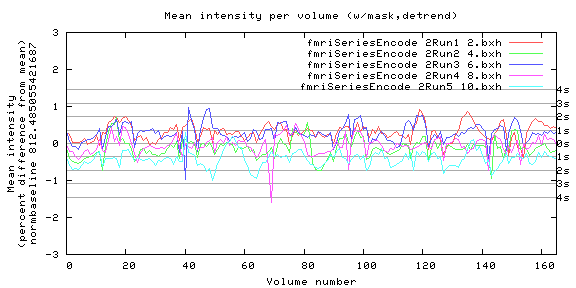 Mean intensity per volume (w/mask,detrend)
Mean intensity
(percent difference from mean)
normbaseline 812.485055421687
3
2
1
0
-1
-2
-3
fmriSeriesEncode 2Run1 2.bxh
fmriSeriesEncode 2Run2 4.bxh
fmriSeriesEncode 2Run3 6.bxh
fmriSeriesEncode 2Run4 8.bxh
fmriSeriesEncode 2Run5 10.bxh
4s
3s
2s
1s
0s
1s
2s
3s
4s
0 20 40 60 80 100 120 140 160
Volume number